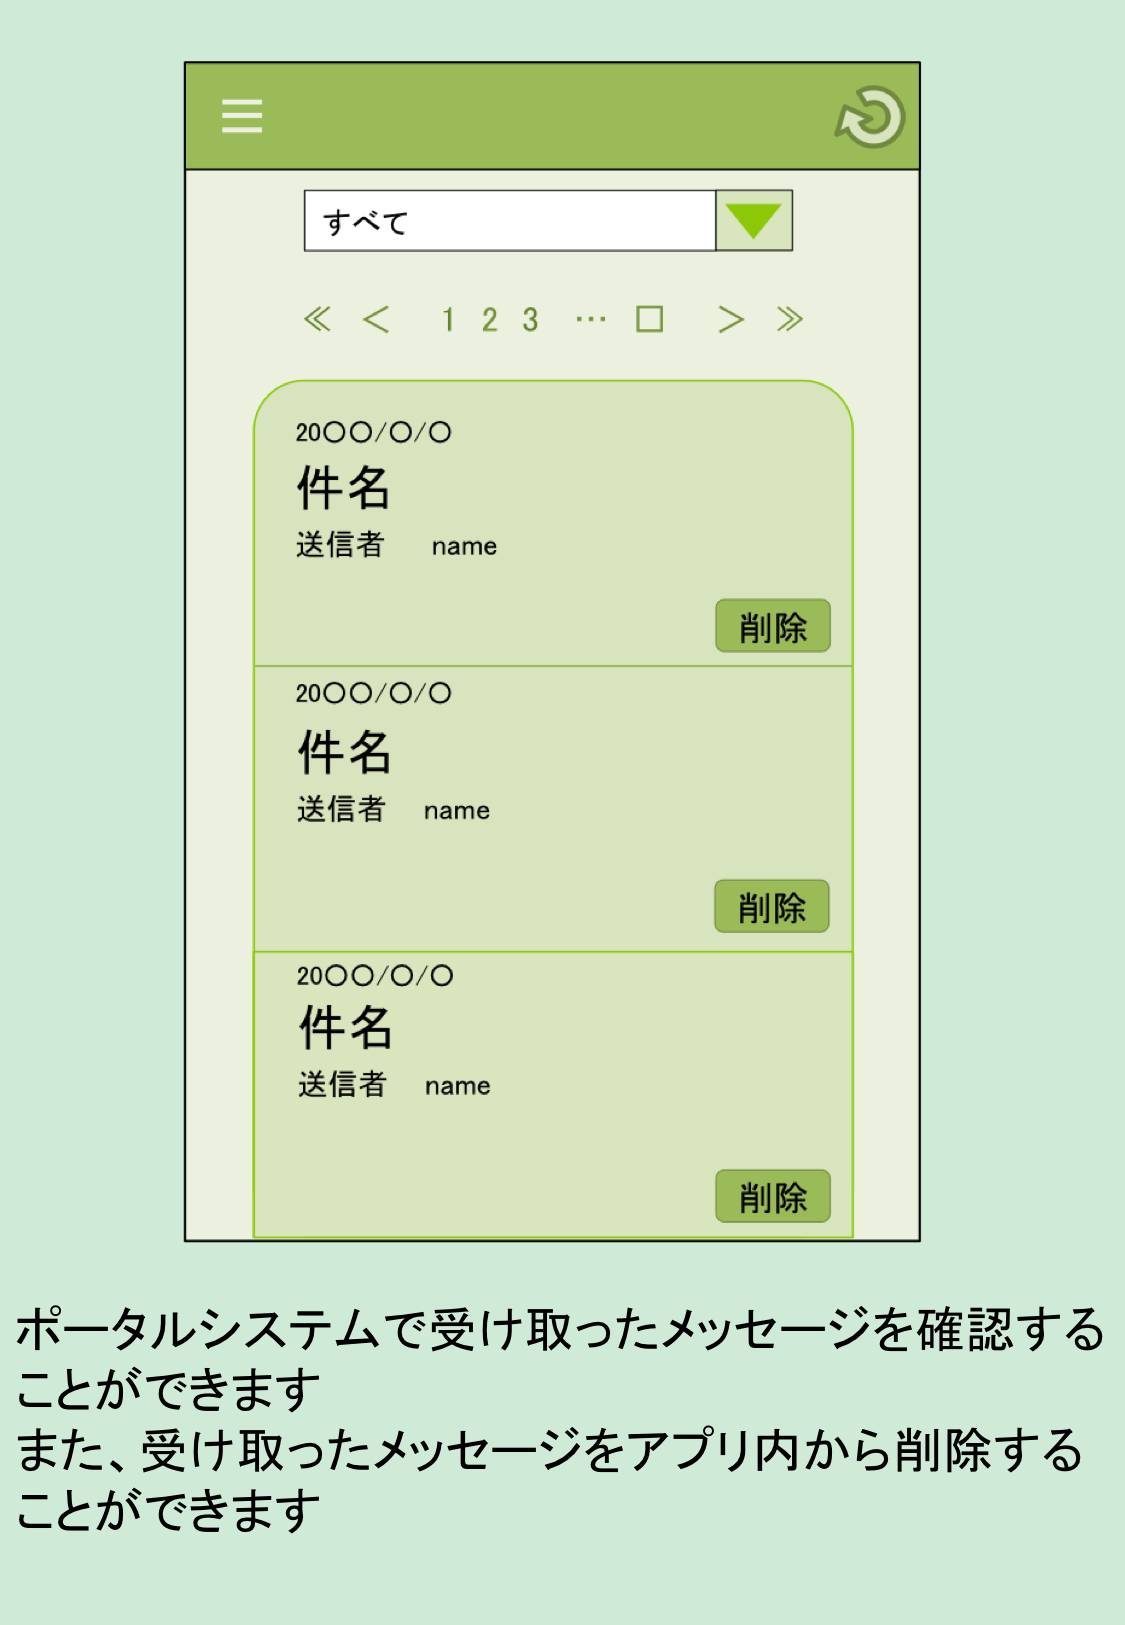 すべて
≪ ＜ 1 2 3 … □ ＞ ≫
20〇〇/〇/〇
件名
送信者 name
削除
20〇〇/〇/〇
件名
送信者 name
削除
20〇〇/〇/〇
件名
送信者 name
削除
ポータルシステムで受け取ったメッセージを確認する
ことができます
また、受け取ったメッセージをアプリ内から削除する
ことができます